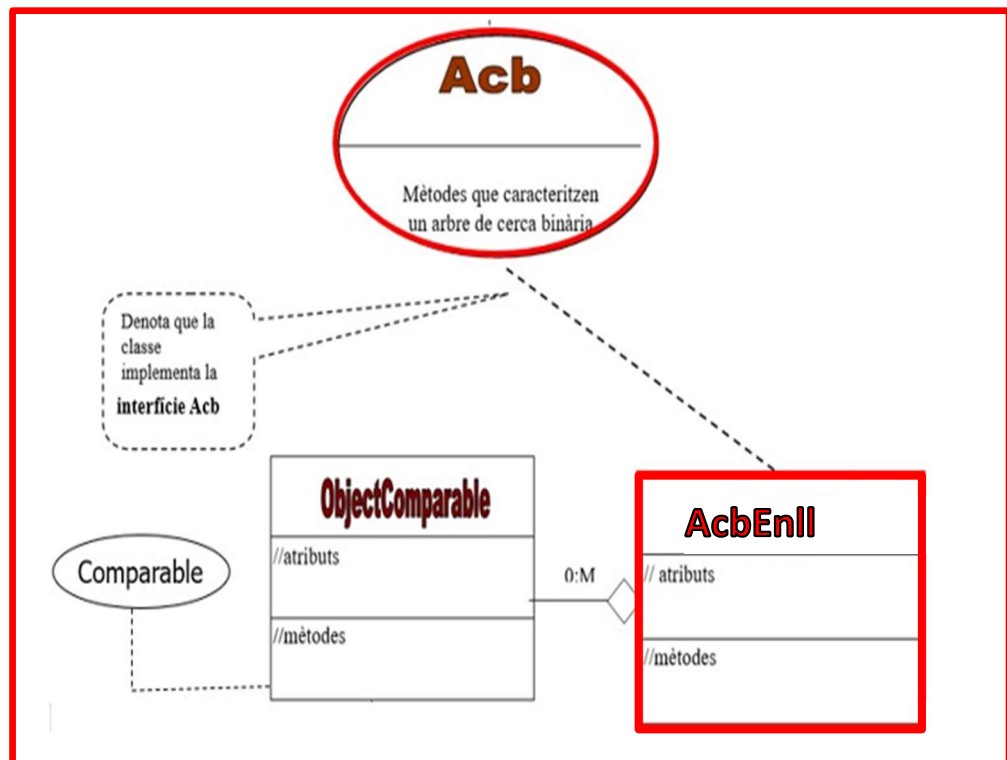 Acb
Mètodes que caracteritzen
un arbre de cerca binària
Denota que la
classe
implementa la
interfície Acb
ObjectComparable
//atributs
//mètodes
Comparable
0:M
AcbEnll
// atributs
//mètodes